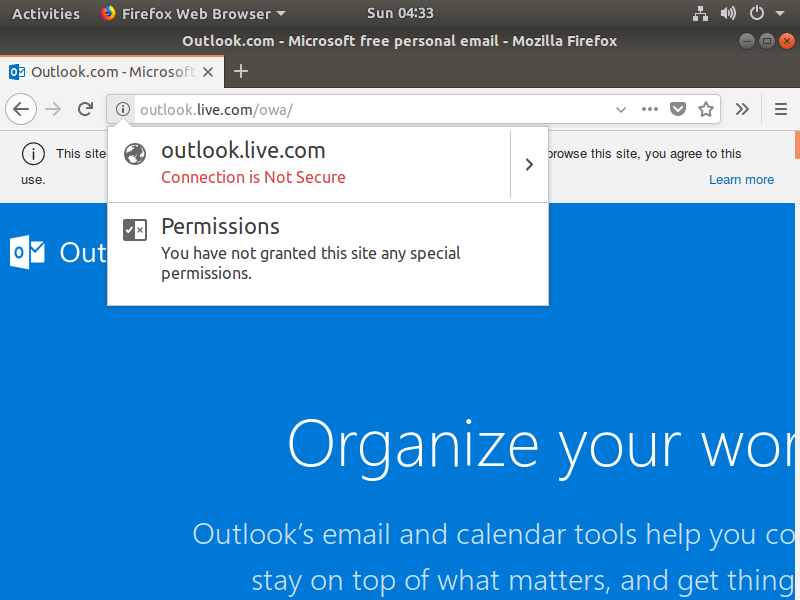 Activities Firefox Web Browser Sun 04:33
Outlook.com - Microsoft free personal email - Mozilla Firefox
Outlook.com - Microsoft
outlook.live.com/owa/
This site
browse this site, you agree to this
use.
Learn more
outlook.live.com
Connection is Not Secure
Permissions
You have not granted this site any special
permissions.
Out
Organize your wor
Outlook's email and calendar tools help you co
stay on top of what matters, and get thing